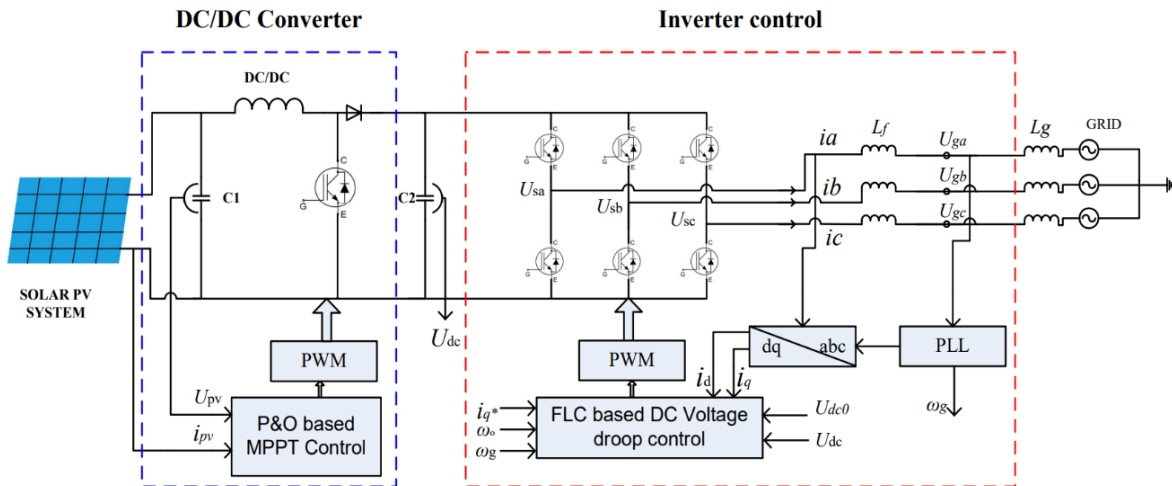 DC/DC Converter
Inverter control
DC/DC
C1
C
G
E
C2
C
G
E
C
G
E
C
G
E
C
G
E
C
G
E
C
G
E
Usa
Usb
Usc
ia
ib
ic
Lf
Uga
Ugb
Ugc
Lg
GRID
SOLAR PV
SYSTEM
Udc
PWM
Upv
ipv
P&O based
MPPT Control
PWM
iq*
ωo
ωg
FLC based DC Voltage
droop control
id
iq
dq
abc
PLL
ωg
Udc0
Udc